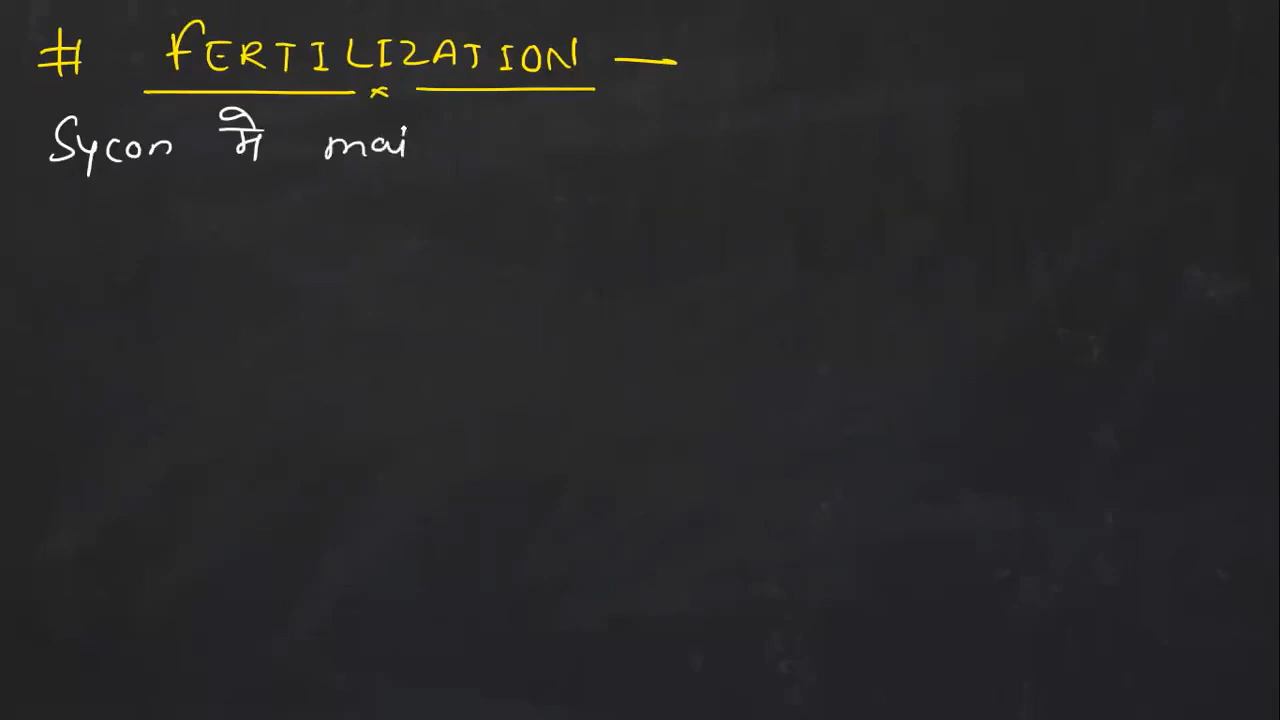 # FERTILIZATION —
Sycon मे mai